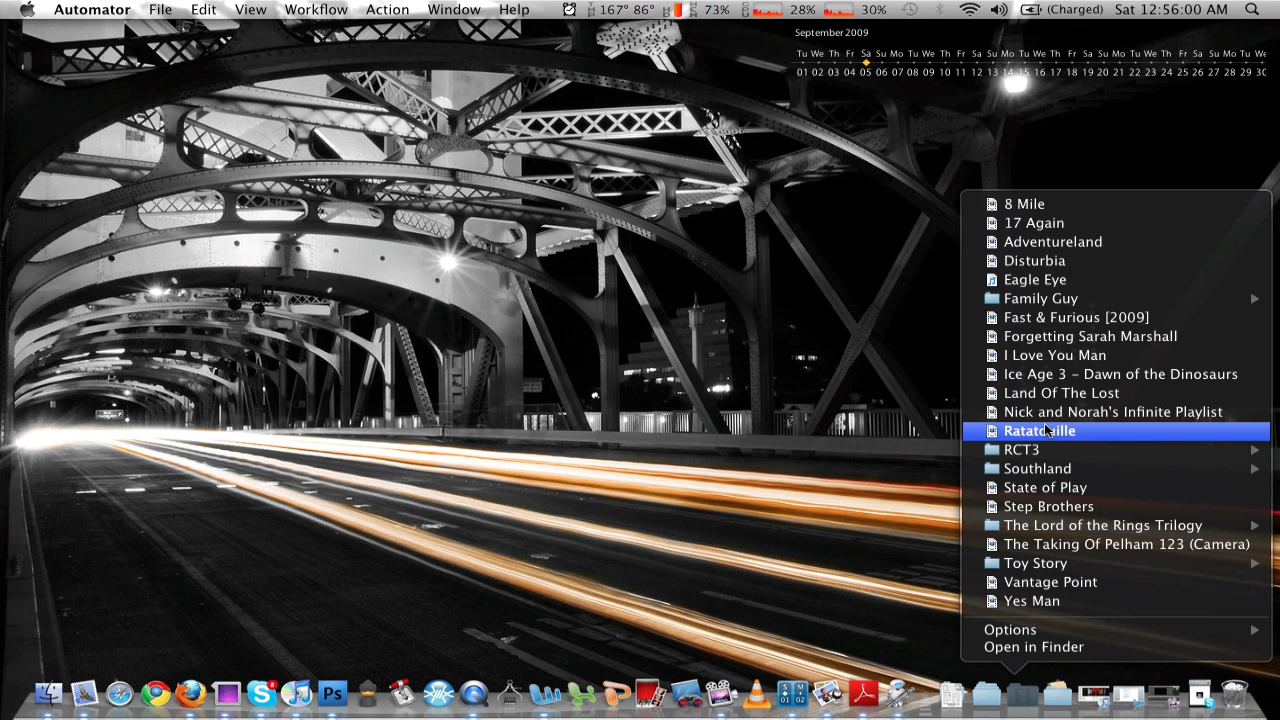 Automator File Edit View Workflow Action Window Help 167° 86° 73% 28% 30% (Charged) Sat 12:56:00 AM
September 2009
Tu We Th Fr Sa Su Mo Tu We Th Fr Sa Su Mo Tu We Th Fr Sa Su Mo Tu We Th Fr Sa Su Mo Tu We
01 02 03 04 05 06 07 08 09 10 11 12 13 14 15 16 17 18 19 20 21 22 23 24 25 26 27 28 29 30
8 Mile
17 Again
Adventureland
Disturbia
Eagle Eye
Family Guy
Fast & Furious [2009]
Forgetting Sarah Marshall
I Love You Man
Ice Age 3 – Dawn of the Dinosaurs
Land Of The Lost
Nick and Norah's Infinite Playlist
Ratatouille
RCT3
Southland
State of Play
Step Brothers
The Lord of the Rings Trilogy
The Taking Of Pelham 123 (Camera)
Toy Story
Vantage Point
Yes Man
Options
Open in Finder
Ps